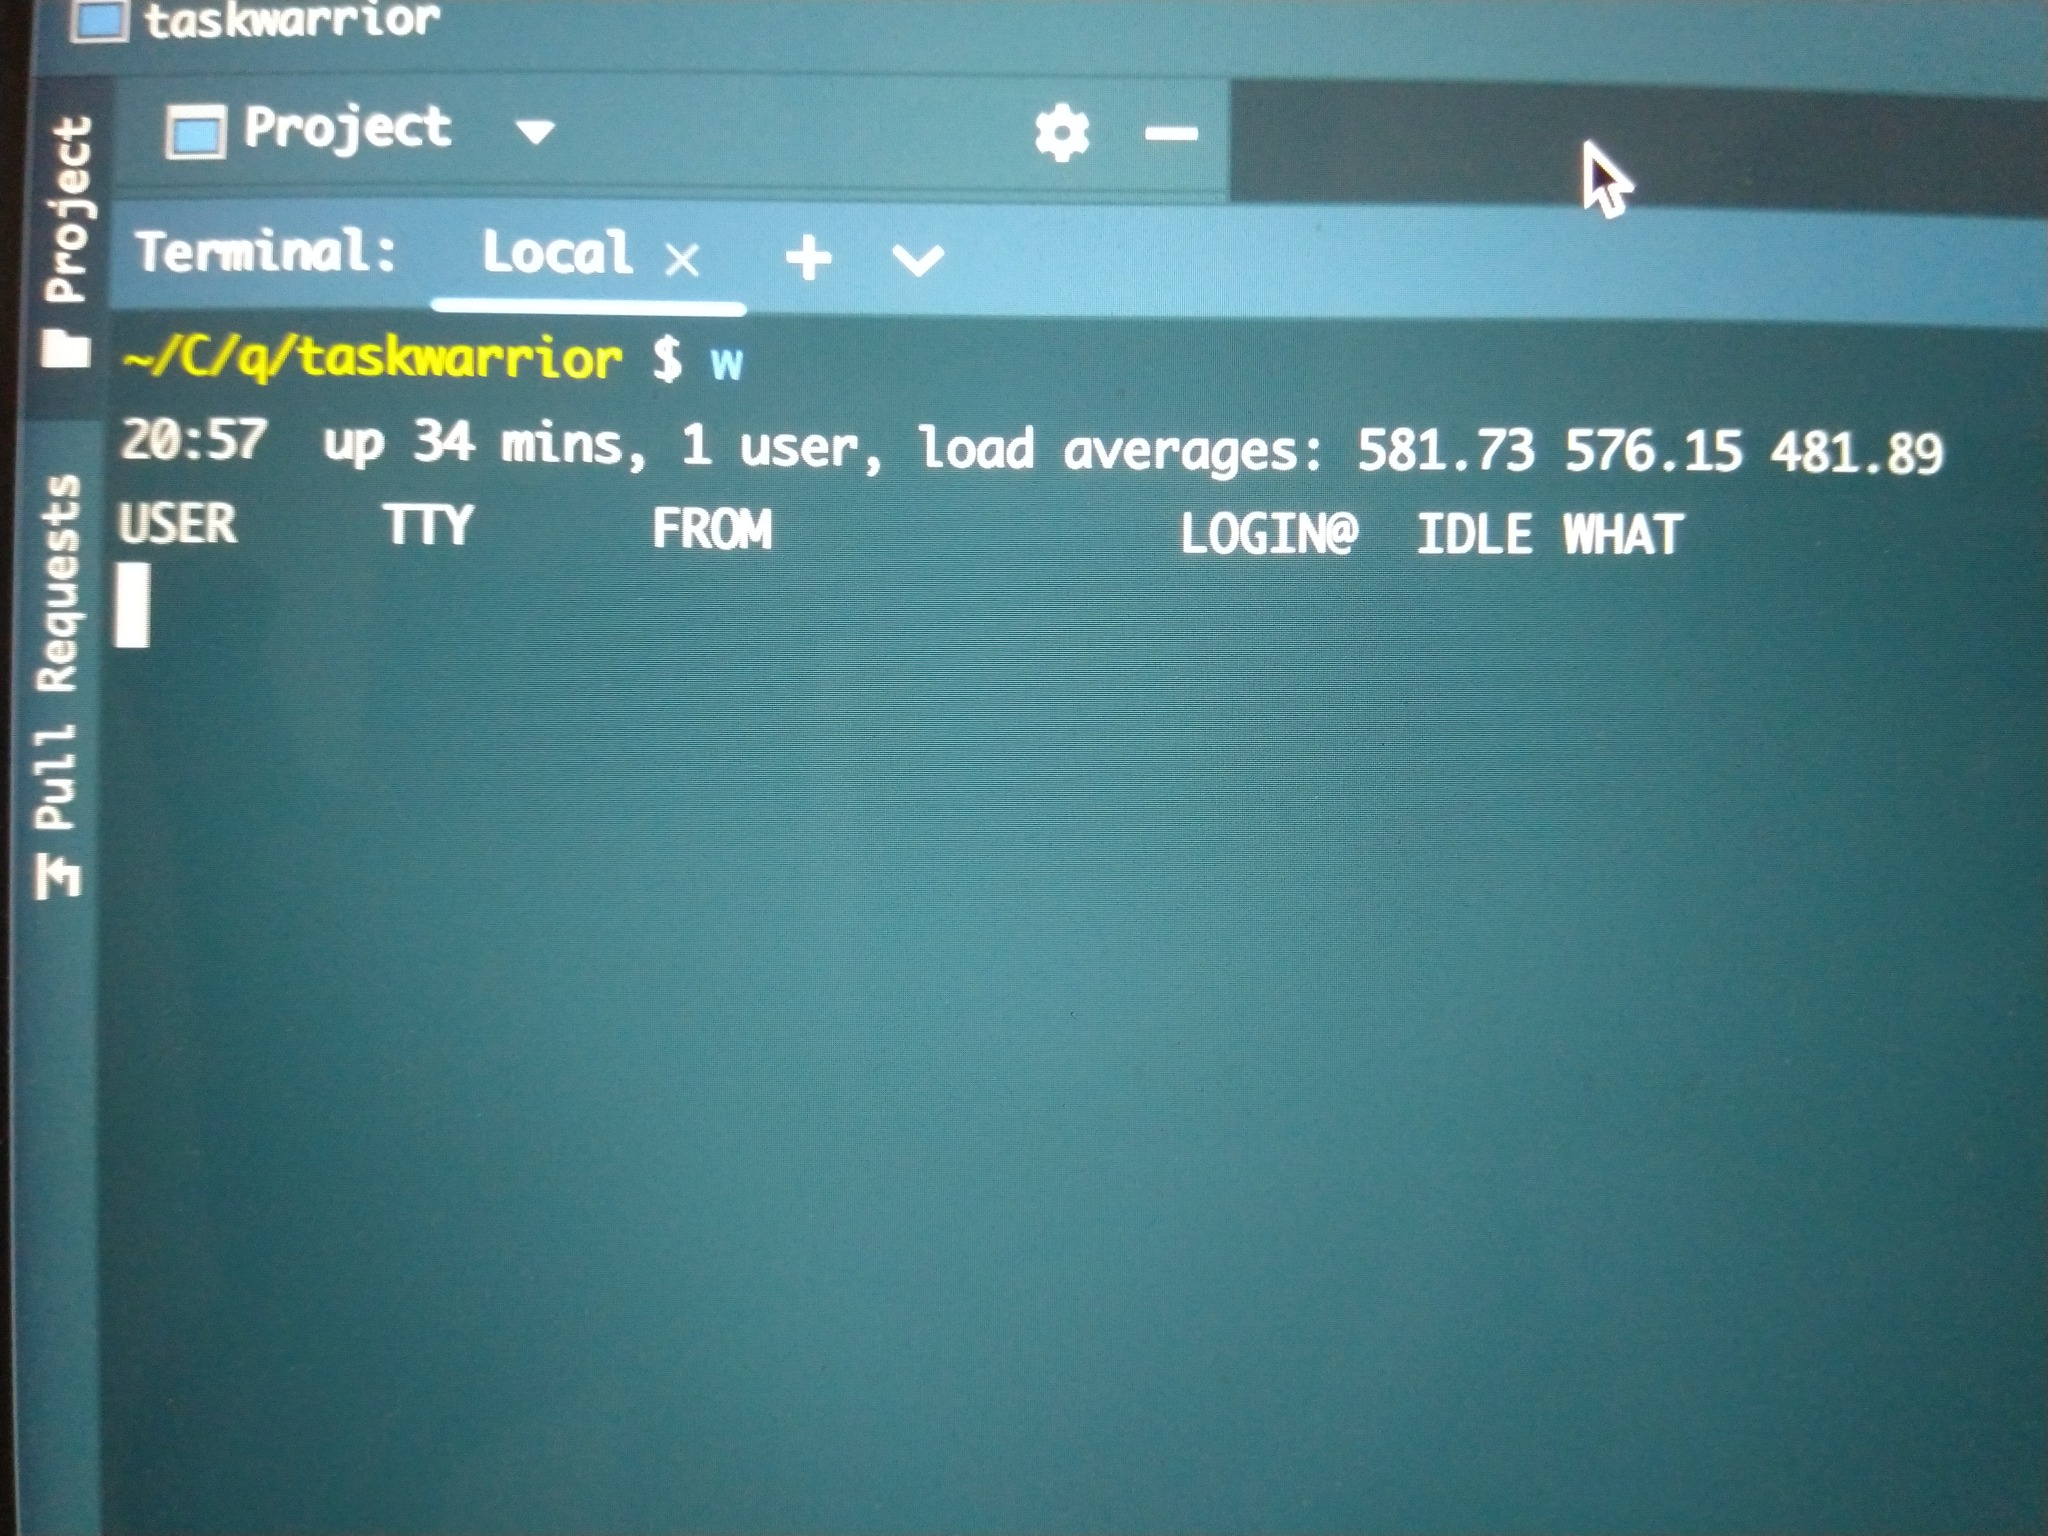 taskwarrior
Project
Project
Terminal: Local × +
~/C/q/taskwarrior $ w
20:57 up 34 mins, 1 user, load averages: 581.73 576.15 481.89
USER TTY FROM LOGIN@ IDLE WHAT
Pull Requests